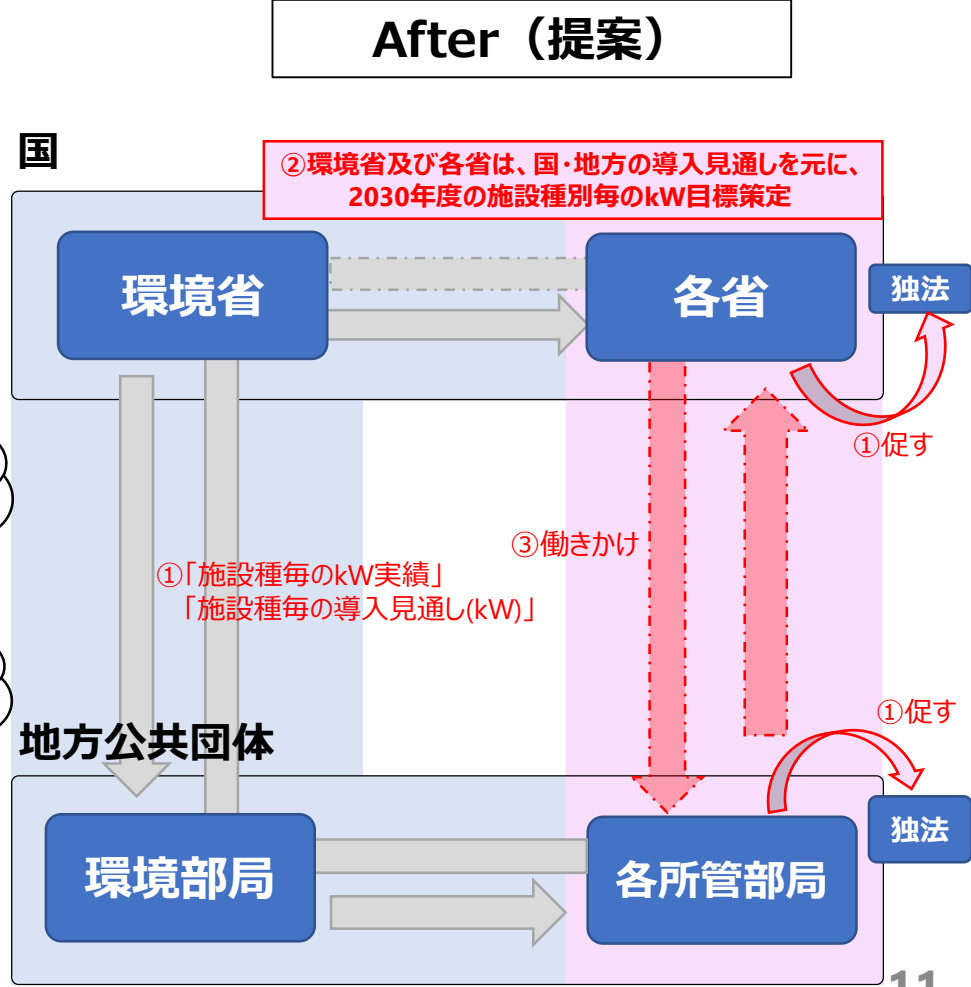 After（提案）
国
②環境省及び各省は、国・地方の導入見通しを元に、
2030年度の施設種別毎のkW目標策定
環境省
各省
独法
①促す
③働きかけ
①「施設種毎のkW実績」
「施設種毎の導入見通し(kW)」
①促す
地方公共団体
環境部局
各所管部局
独法
11